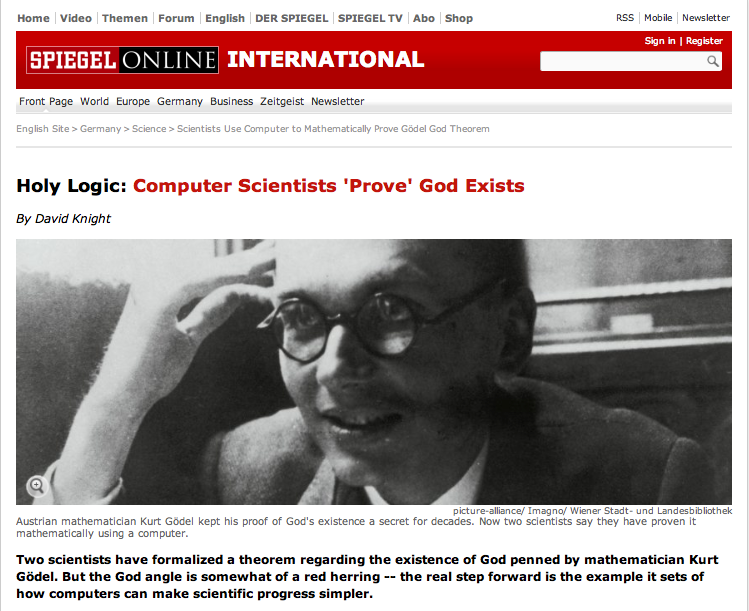 Home Video Themen Forum English DER SPIEGEL SPIEGEL TV Abo Shop
RSS Mobile Newsletter
Sign in | Register
SPIEGEL ONLINE INTERNATIONAL
Front Page World Europe Germany Business Zeitgeist Newsletter
English Site > Germany > Science > Scientists Use Computer to Mathematically Prove Gödel God Theorem
Holy Logic: Computer Scientists 'Prove' God Exists
By David Knight
picture-alliance/ Imagno/ Wiener Stadt- und Landesbibliothek
Austrian mathematician Kurt Gödel kept his proof of God's existence a secret for decades. Now two scientists say they have proven it
mathematically using a computer.
Two scientists have formalized a theorem regarding the existence of God penned by mathematician Kurt
Gödel. But the God angle is somewhat of a red herring -- the real step forward is the example it sets of
how computers can make scientific progress simpler.